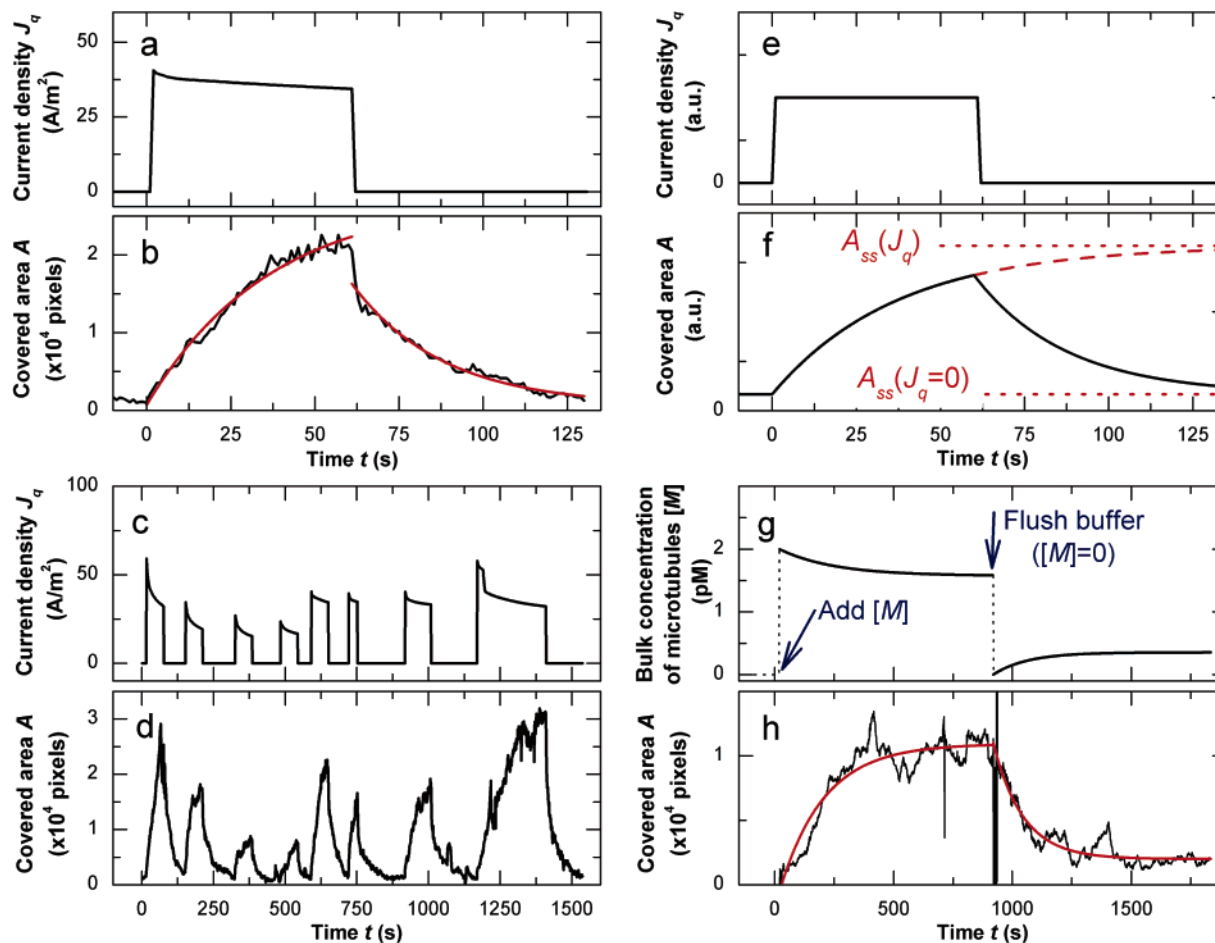 a
Current density Jq
(A/m²)
50
25
0
b
Covered area A
(x10⁴ pixels)
2
1
0
0 25 50 75 100 125
Time t (s)
c
Current density Jq
(A/m²)
100
50
0
d
Covered area A
(x10⁴ pixels)
3
2
1
0
0 250 500 750 1000 1250 1500
Time t (s)
e
Current density Jq
(a.u.)
0
f
Covered area A
(a.u.)
Ass(Jq)
Ass(Jq=0)
0
0 25 50 75 100 125
Time t (s)
g
Bulk concentration
of microtubules [M]
(pM)
2
1
0
Flush buffer
([M]=0)
Add [M]
h
Covered area A
(x10⁴ pixels)
1
0
0 500 1000 1500
Time t (s)